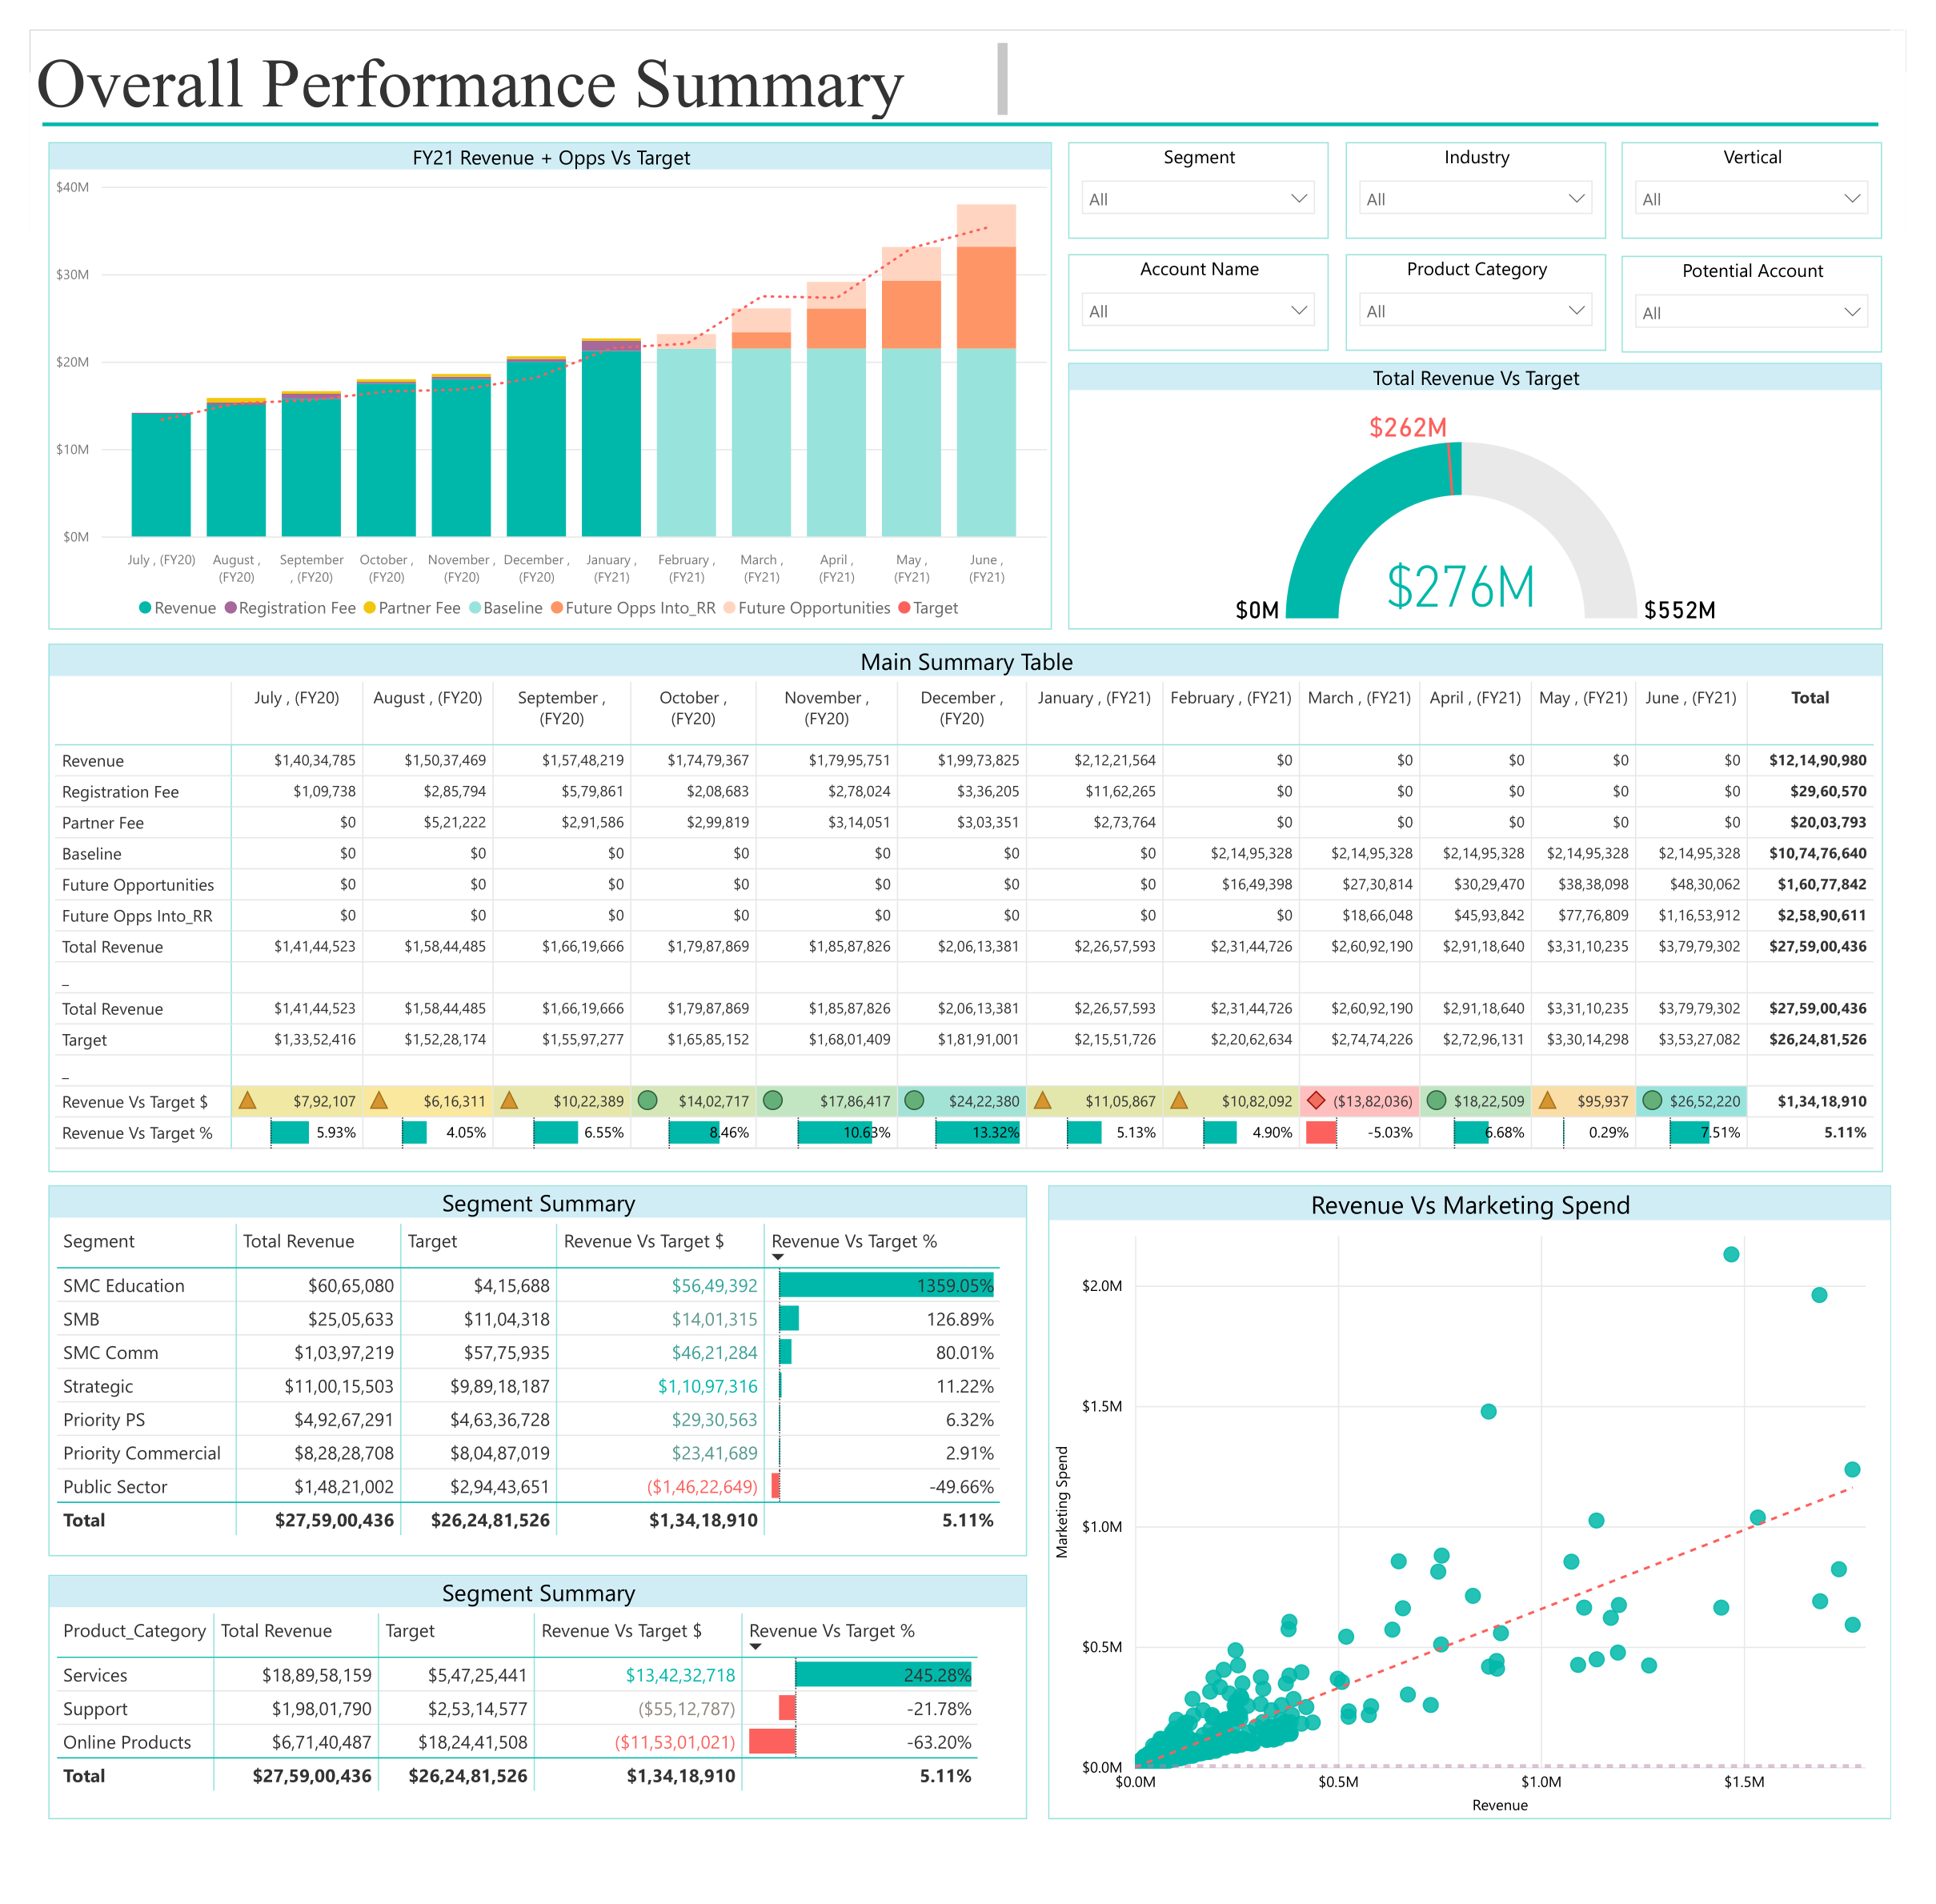 Overall Performance Summary
FY21 Revenue + Opps Vs Target
$40M
$30M
$20M
$10M
$0M
July , (FY20) August , (FY20) September , (FY20) October , (FY20) November , (FY20) December , (FY20) January , (FY21) February , (FY21) March , (FY21) April , (FY21) May , (FY21) June , (FY21)
Revenue Registration Fee Partner Fee Baseline Future Opps Into_RR Future Opportunities Target
Segment
All
Industry
All
Vertical
All
Account Name
All
Product Category
All
Potential Account
All
Total Revenue Vs Target
$262M
$276M
$0M
$552M
Main Summary Table
July , (FY20) August , (FY20) September , (FY20) October , (FY20) November , (FY20) December , (FY20) January , (FY21) February , (FY21) March , (FY21) April , (FY21) May , (FY21) June , (FY21) Total
Revenue $1,40,34,785 $1,50,37,469 $1,57,48,219 $1,74,79,367 $1,79,95,751 $1,99,73,825 $2,12,21,564 $0 $0 $0 $0 $0 $12,14,90,980
Registration Fee $1,09,738 $2,85,794 $5,79,861 $2,08,683 $2,78,024 $3,36,205 $11,62,265 $0 $0 $0 $0 $0 $29,60,570
Partner Fee $0 $5,21,222 $2,91,586 $2,99,819 $3,14,051 $3,03,351 $2,73,764 $0 $0 $0 $0 $0 $20,03,793
Baseline $0 $0 $0 $0 $0 $0 $0 $2,14,95,328 $2,14,95,328 $2,14,95,328 $2,14,95,328 $2,14,95,328 $10,74,76,640
Future Opportunities $0 $0 $0 $0 $0 $0 $0 $16,49,398 $27,30,814 $30,29,470 $38,38,098 $48,30,062 $1,60,77,842
Future Opps Into_RR $0 $0 $0 $0 $0 $0 $0 $0 $18,66,048 $45,93,842 $77,76,809 $1,16,53,912 $2,58,90,611
Total Revenue $1,41,44,523 $1,58,44,485 $1,66,19,666 $1,79,87,869 $1,85,87,826 $2,06,13,381 $2,26,57,593 $2,31,44,726 $2,60,92,190 $2,91,18,640 $3,31,10,235 $3,79,79,302 $27,59,00,436
_
Total Revenue $1,41,44,523 $1,58,44,485 $1,66,19,666 $1,79,87,869 $1,85,87,826 $2,06,13,381 $2,26,57,593 $2,31,44,726 $2,60,92,190 $2,91,18,640 $3,31,10,235 $3,79,79,302 $27,59,00,436
Target $1,33,52,416 $1,52,28,174 $1,55,97,277 $1,65,85,152 $1,68,01,409 $1,81,91,001 $2,15,51,726 $2,20,62,634 $2,74,74,226 $2,72,96,131 $3,30,14,298 $3,53,27,082 $26,24,81,526
_
Revenue Vs Target $ $7,92,107 $6,16,311 $10,22,389 $14,02,717 $17,86,417 $24,22,380 $11,05,867 $10,82,092 ($13,82,036) $18,22,509 $95,937 $26,52,220 $1,34,18,910
Revenue Vs Target % 5.93% 4.05% 6.55% 8.46% 10.63% 13.32% 5.13% 4.90% -5.03% 6.68% 0.29% 7.51% 5.11%
Segment Summary
Segment Total Revenue Target Revenue Vs Target $ Revenue Vs Target %
SMC Education $60,65,080 $4,15,688 $56,49,392 1359.05%
SMB $25,05,633 $11,04,318 $14,01,315 126.89%
SMC Comm $1,03,97,219 $57,75,935 $46,21,284 80.01%
Strategic $11,00,15,503 $9,89,18,187 $1,10,97,316 11.22%
Priority PS $4,92,67,291 $4,63,36,728 $29,30,563 6.32%
Priority Commercial $8,28,28,708 $8,04,87,019 $23,41,689 2.91%
Public Sector $1,48,21,002 $2,94,43,651 ($1,46,22,649) -49.66%
Total $27,59,00,436 $26,24,81,526 $1,34,18,910 5.11%
Segment Summary
Product_Category Total Revenue Target Revenue Vs Target $ Revenue Vs Target %
Services $18,89,58,159 $5,47,25,441 $13,42,32,718 245.28%
Support $1,98,01,790 $2,53,14,577 ($55,12,787) -21.78%
Online Products $6,71,40,487 $18,24,41,508 ($11,53,01,021) -63.20%
Total $27,59,00,436 $26,24,81,526 $1,34,18,910 5.11%
Revenue Vs Marketing Spend
Marketing Spend
$2.0M
$1.5M
$1.0M
$0.5M
$0.0M
$0.0M $0.5M $1.0M $1.5M
Revenue